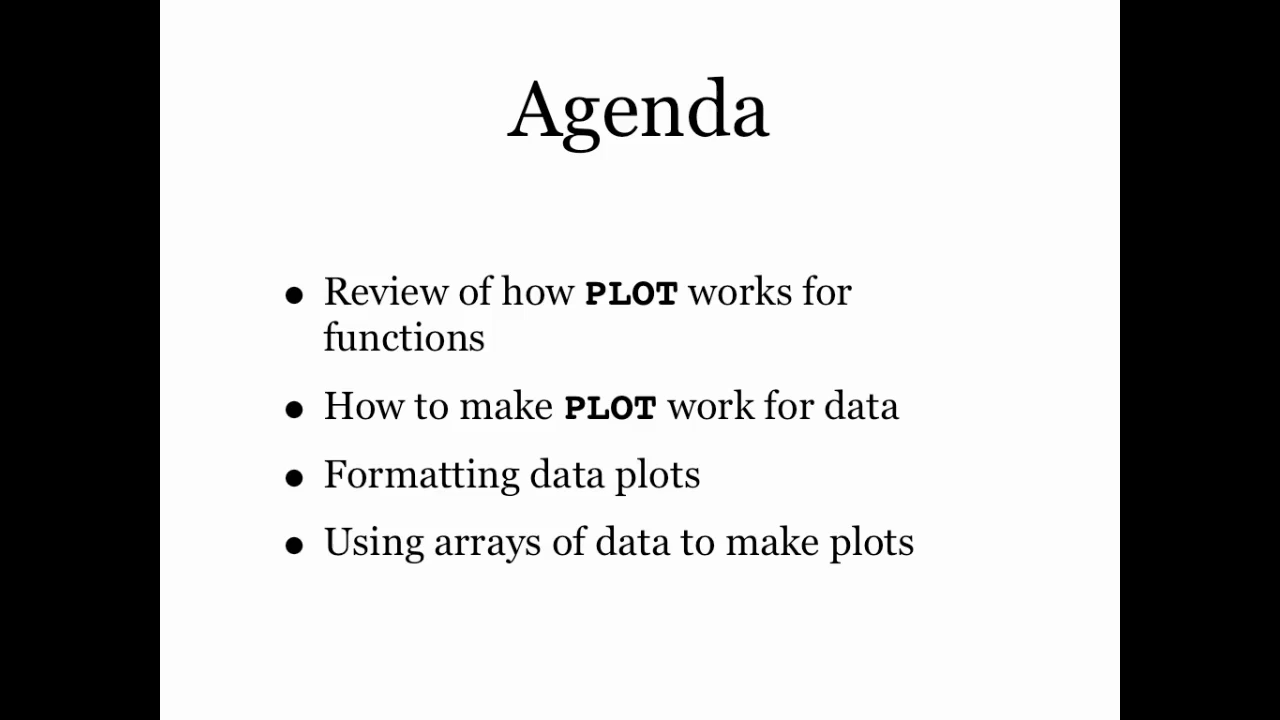 Agenda
• Review of how PLOT works for
functions
• How to make PLOT work for data
• Formatting data plots
• Using arrays of data to make plots